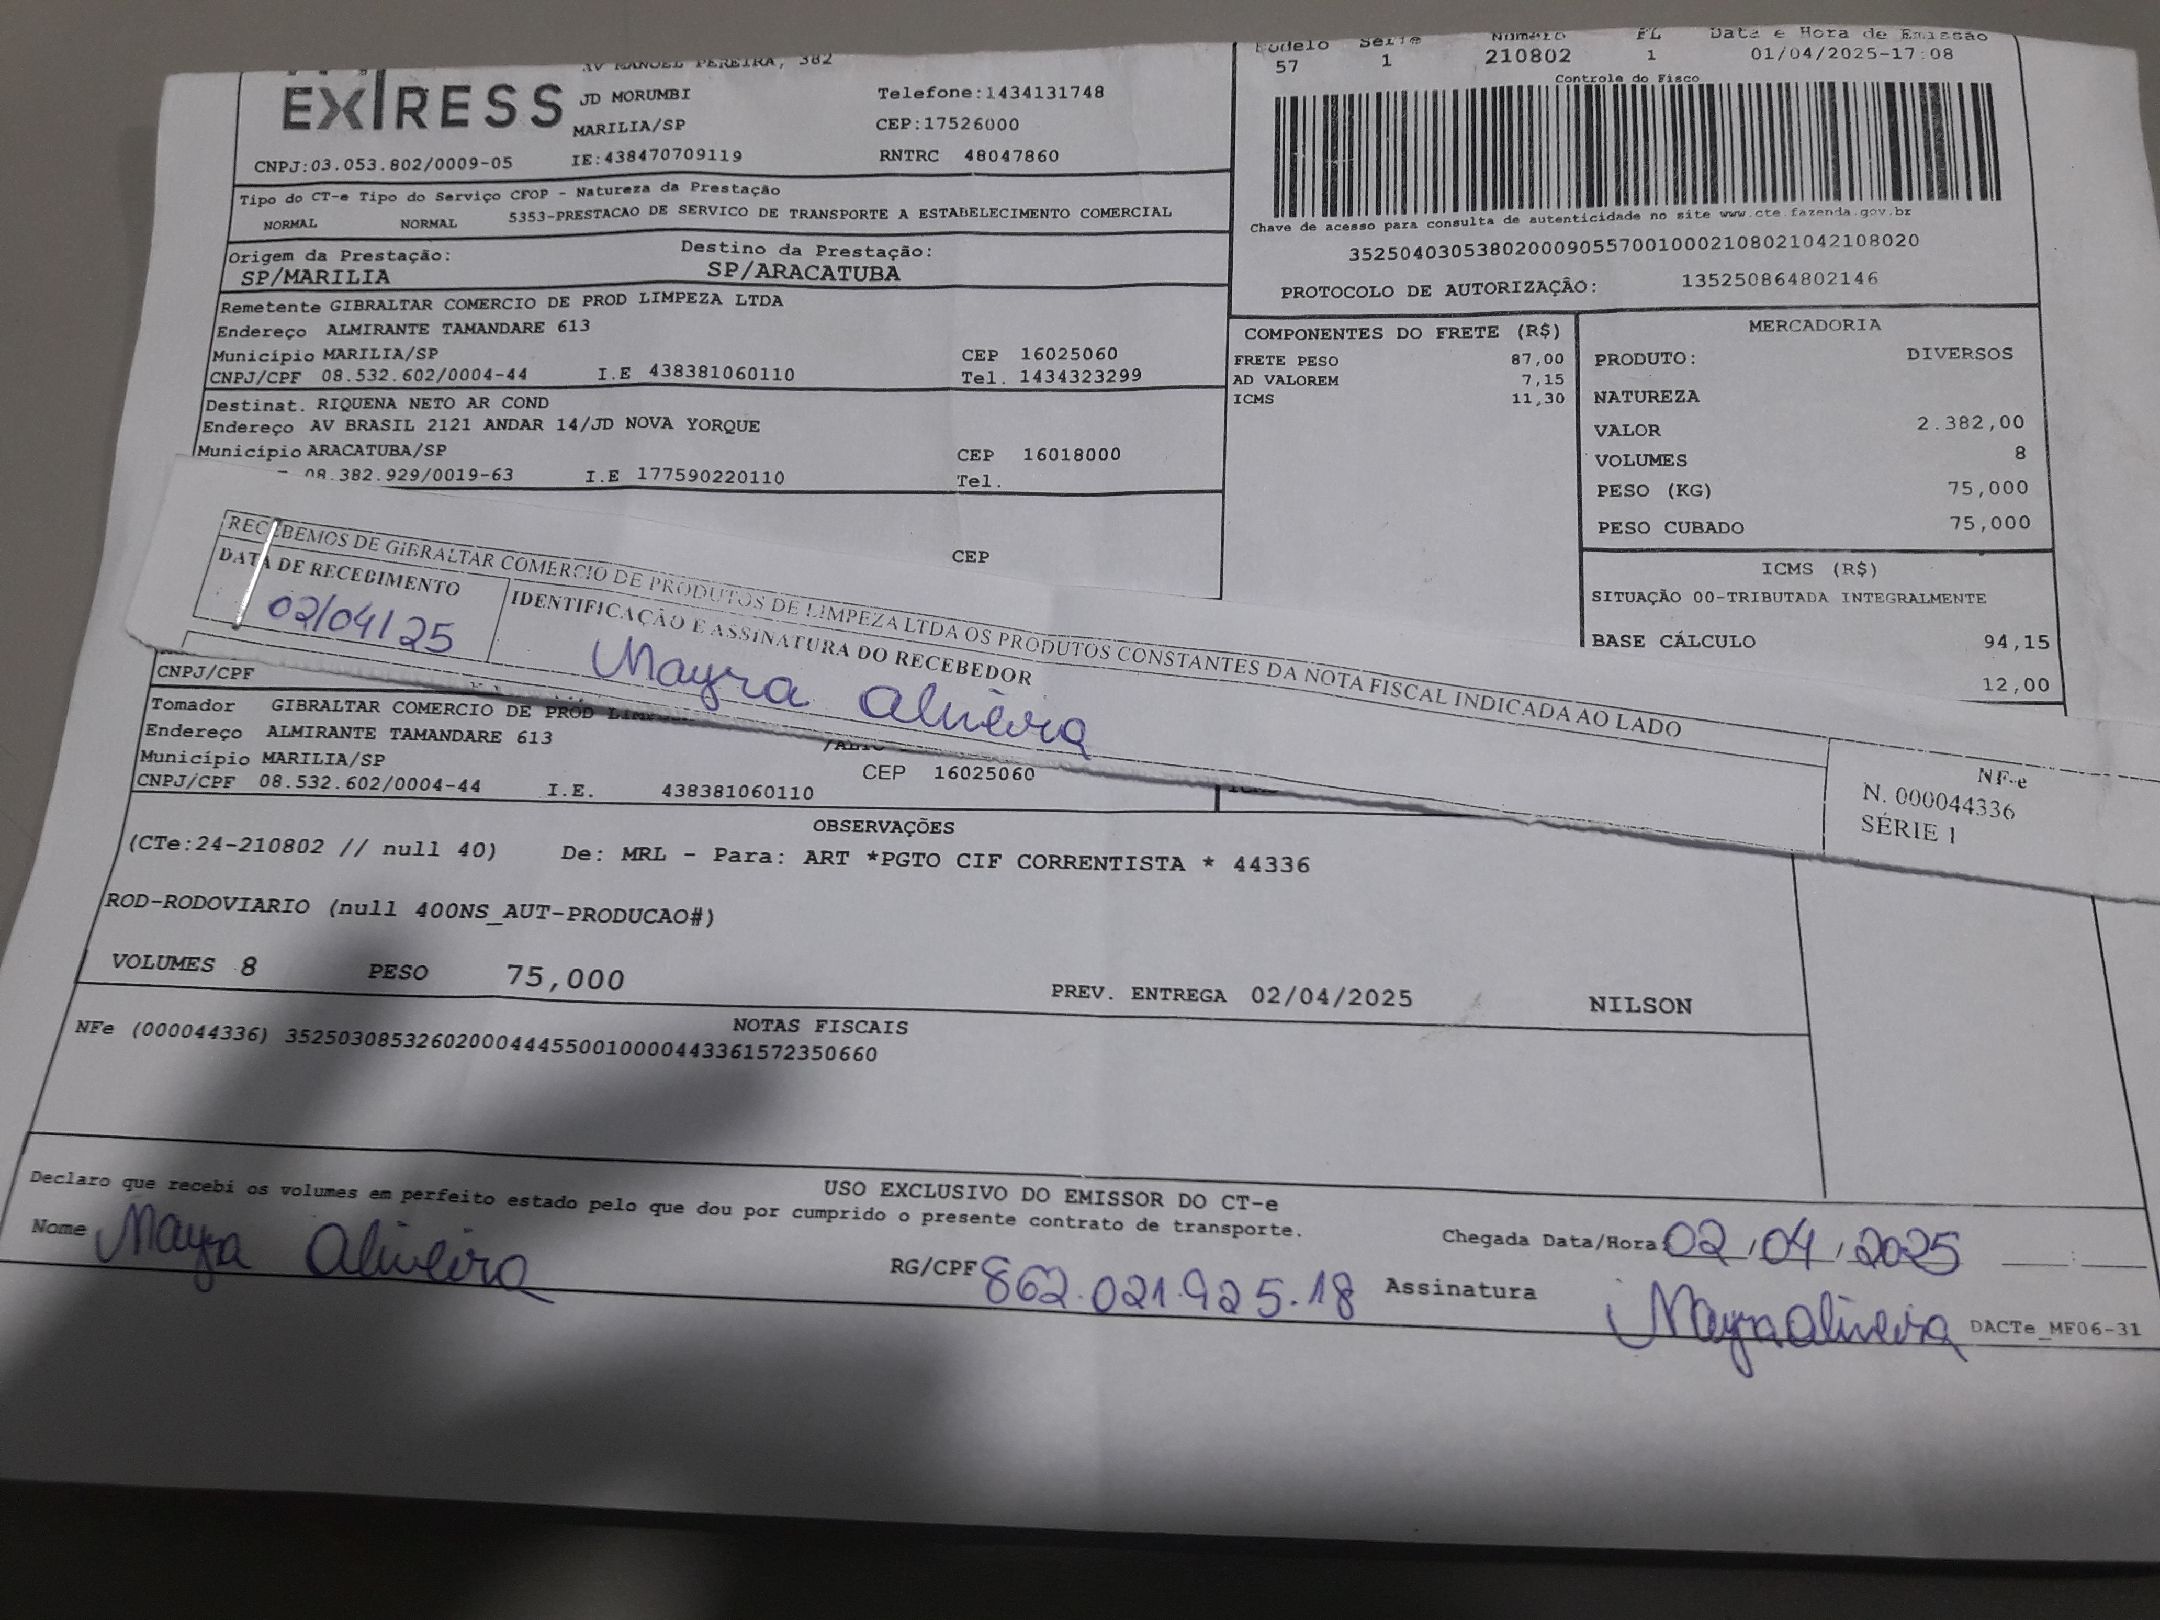 EXPRESS
AV MANOEL PEREIRA, 382
JD MORUMBI
Telefone:1434131748
MARILIA/SP
CEP:17526000
CNPJ:03.053.802/0009-05
IE:438470709119
RNTRC 48047860
Modelo Série Número FL Data e Hora de Emissão
57 1 210802 1 01/04/2025-17:08
Controle do Fisco
Chave de acesso para consulta de autenticidade no site www.cte.fazenda.gov.br
35250403053802000905570010002108021042108020
PROTOCOLO DE AUTORIZAÇÃO: 135250864802146
Tipo do CT-e Tipo do Serviço CFOP - Natureza da Prestação
NORMAL NORMAL 5353-PRESTACAO DE SERVICO DE TRANSPORTE A ESTABELECIMENTO COMERCIAL
Origem da Prestação: Destino da Prestação:
SP/MARILIA SP/ARACATUBA
Remetente GIBRALTAR COMERCIO DE PROD LIMPEZA LTDA
Endereço ALMIRANTE TAMANDARE 613
Município MARILIA/SP CEP 16025060
CNPJ/CPF 08.532.602/0004-44 I.E 438381060110 Tel. 1434323299
Destinat. RIQUENA NETO AR COND
Endereço AV BRASIL 2121 ANDAR 14/JD NOVA YORQUE
Município ARACATUBA/SP CEP 16018000
08.382.929/0019-63 I.E 177590220110 Tel.
CEP
COMPONENTES DO FRETE (R$)
FRETE PESO 87,00
AD VALOREM 7,15
ICMS 11,30
MERCADORIA
PRODUTO: DIVERSOS
NATUREZA
VALOR 2.382,00
VOLUMES 8
PESO (KG) 75,000
PESO CUBADO 75,000
ICMS (R$)
SITUAÇÃO 00-TRIBUTADA INTEGRALMENTE
BASE CÁLCULO 94,15
12,00
RECEBEMOS DE GIBRALTAR COMERCIO DE PRODUTOS DE LIMPEZA LTDA OS PRODUTOS CONSTANTES DA NOTA FISCAL INDICADA AO LADO
DATA DE RECEBIMENTO IDENTIFICAÇÃO E ASSINATURA DO RECEBEDOR
02/04/25 Mayra Oliveira
NF-e
N. 000044336
SÉRIE 1
CNPJ/CPF
Tomador GIBRALTAR COMERCIO DE PROD
Endereço ALMIRANTE TAMANDARE 613
Município MARILIA/SP CEP 16025060
CNPJ/CPF 08.532.602/0004-44 I.E. 438381060110
OBSERVAÇÕES
(CTe:24-210802 // null 40) De: MRL - Para: ART *PGTO CIF CORRENTISTA * 44336
ROD-RODOVIARIO (null 400NS_AUT-PRODUCAO#)
VOLUMES 8 PESO 75,000 PREV. ENTREGA 02/04/2025 NILSON
NOTAS FISCAIS
NFe (000044336) 35250308532602000444550010000443361572350660
USO EXCLUSIVO DO EMISSOR DO CT-e
Declaro que recebi os volumes em perfeito estado pelo que dou por cumprido o presente contrato de transporte.
Nome Mayra Oliveira RG/CPF 862.021.925.18 Chegada Data/Hora: 02/04/2025
Assinatura Mayra Oliveira DACTe_MF06-31